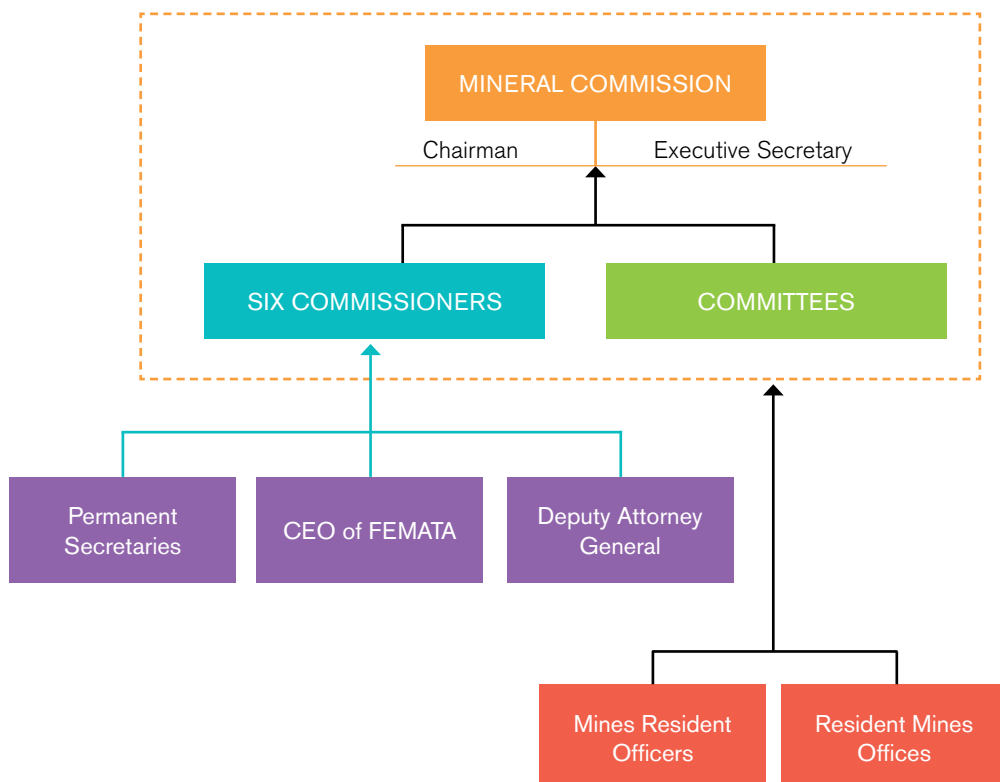 MINERAL COMMISSION
Chairman
Executive Secretary
SIX COMMISSIONERS
COMMITTEES
Permanent
Secretaries
CEO of FEMATA
Deputy Attorney
General
Mines Resident
Officers
Resident Mines
Offices